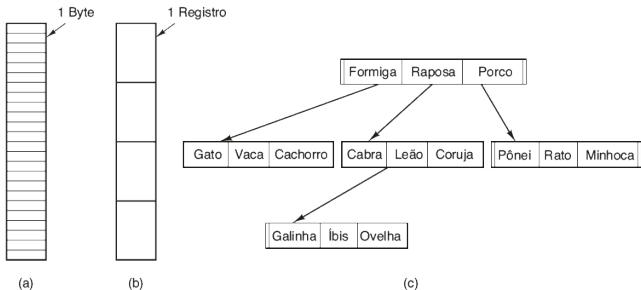 1 Byte
1 Registro
Formiga Raposa Porco
Gato Vaca Cachorro
Cabra Leão Coruja
Pônei Rato Minhoca
Galinha Íbis Ovelha
(a)
(b)
(c)